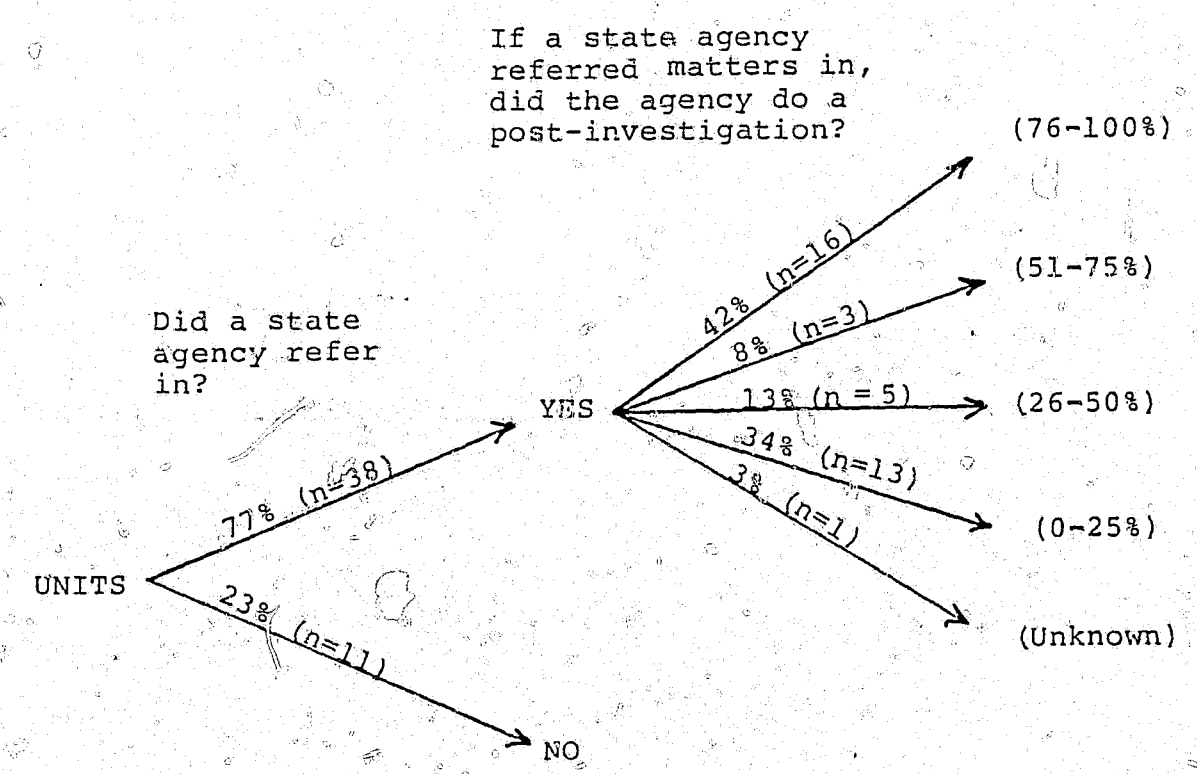 If a state agency
referred matters in,
did the agency do a
post-investigation?
(76-100%)
42% (n=16)
(51-75%)
8% (n=3)
Did a state
agency refer
in?
YES
13% (n = 5)
(26-50%)
34% (n=13)
77% (n=38)
3% (n=1)
(0-25%)
UNITS
23% (n=11)
(Unknown)
NO